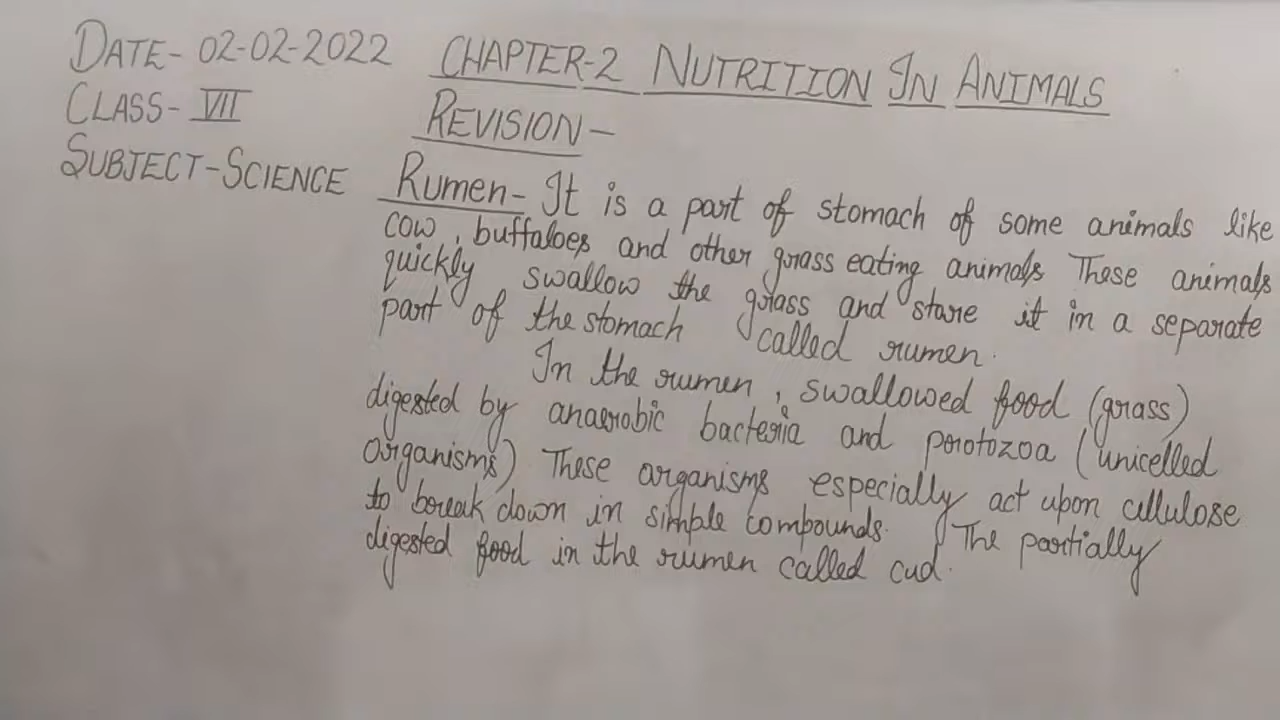 DATE- 02-02-2022 CHAPTER-2 NUTRITION IN ANIMALS
CLASS- VII REVISION-
SUBJECT-SCIENCE Rumen- It is a part of stomach of some animals like
cow, buffaloes and other grass eating animals These animals
quickly swallow the grass and store it in a separate
part of the stomach called rumen.
In the rumen, swallowed food (grass)
digested by anaerobic bacteria and porotozoa (unicelled
organisms) These organisms especially act upon cellulose
to break down in simple compounds. The partially
digested food in the rumen called cud.